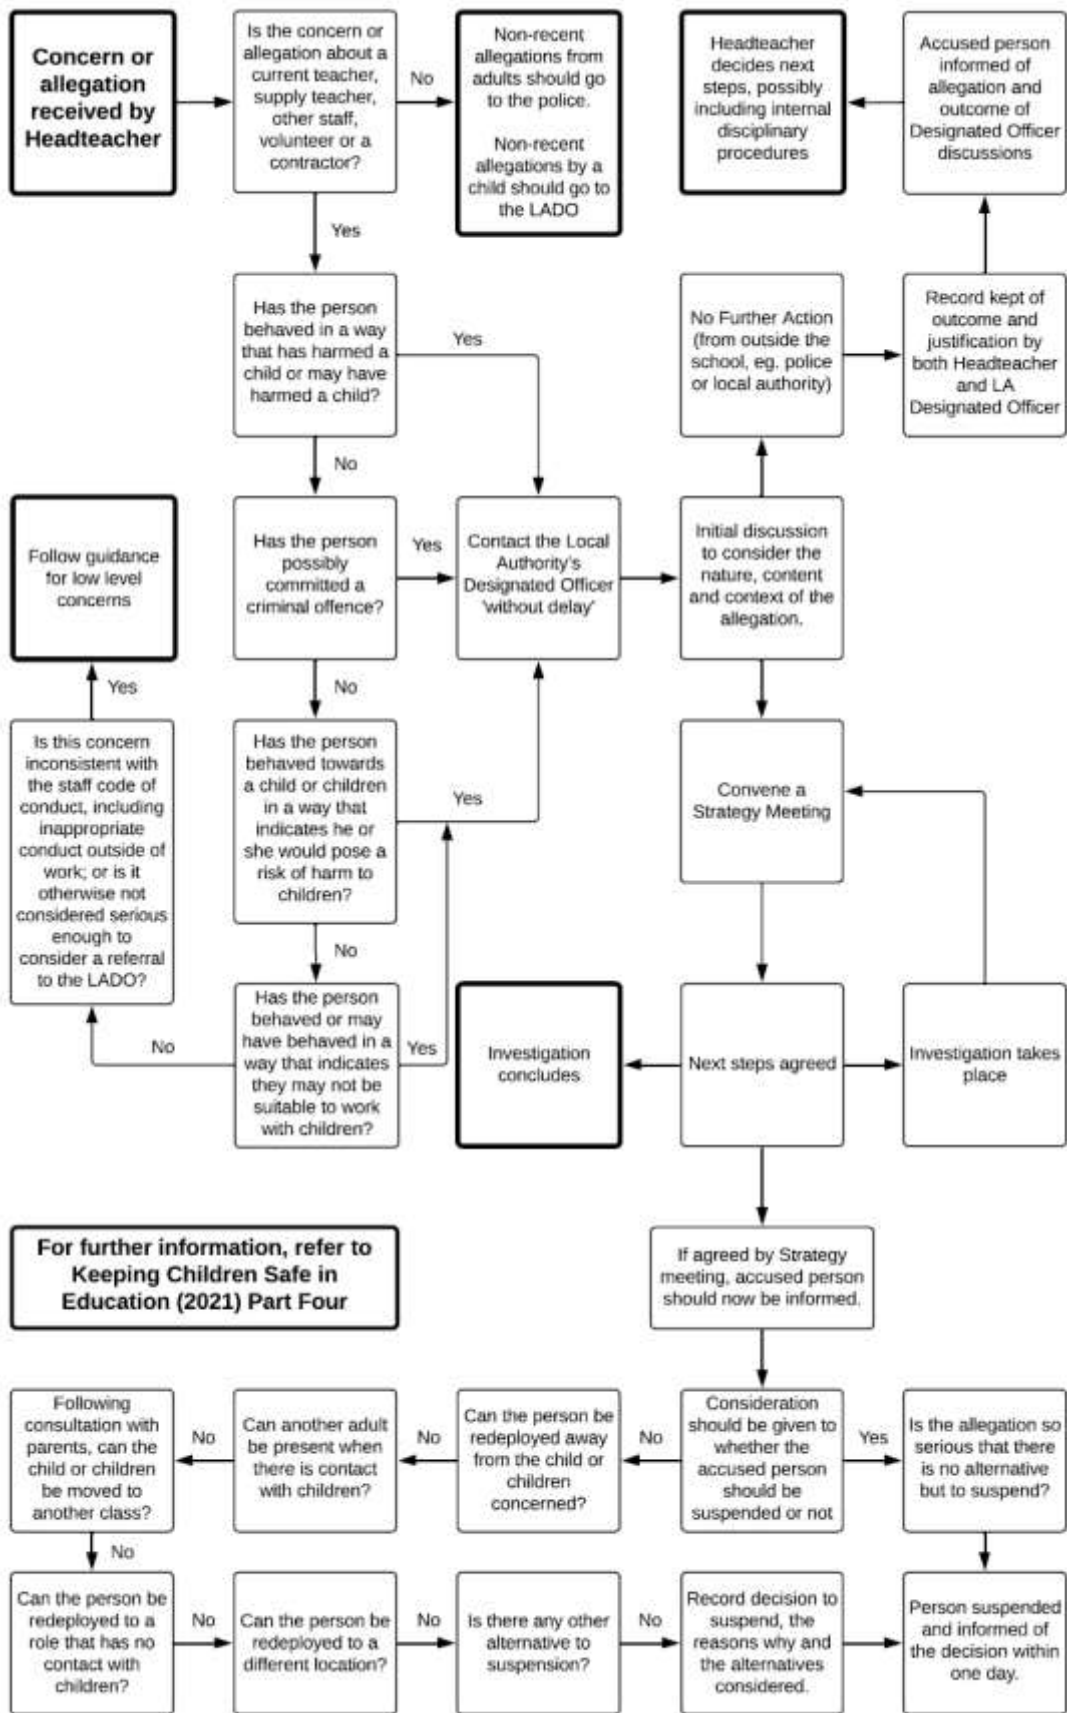 Concern or
allegation
received by
Headteacher
Is the concern or
allegation about a
current teacher,
supply teacher,
other staff,
volunteer or a
contractor?
No
Non-recent
allegations from
adults should go
to the police.
Non-recent
allegations by a
child should go to
the LADO
Headteacher
decides next
steps, possibly
including internal
disciplinary
procedures
Accused person
informed of
allegation and
outcome of
Designated Officer
discussions
Yes
Has the person
behaved in a way
that has harmed a
child or may have
harmed a child?
Yes
No Further Action
(from outside the
school, eg. police
or local authority)
Record kept of
outcome and
justification by
both Headteacher
and LA
Designated Officer
No
Follow guidance
for low level
concerns
Has the person
possibly
committed a
criminal offence?
Yes
Contact the Local
Authority's
Designated Officer
'without delay'
Initial discussion
to consider the
nature, content
and context of the
allegation.
Yes
No
Is this concern
inconsistent with
the staff code of
conduct, including
inappropriate
conduct outside of
work; or is it
otherwise not
considered serious
enough to
consider a referral
to the LADO?
Has the person
behaved towards
a child or children
in a way that
indicates he or
she would pose a
risk of harm to
children?
Yes
Convene a
Strategy Meeting
No
No
Has the person
behaved or may
have behaved in a
way that indicates
they may not be
suitable to work
with children?
Yes
Investigation
concludes
Next steps agreed
Investigation takes
place
For further information, refer to
Keeping Children Safe in
Education (2021) Part Four
If agreed by Strategy
meeting, accused person
should now be informed.
Following
consultation with
parents, can the
child or children
be moved to
another class?
No
Can another adult
be present when
there is contact
with children?
No
Can the person be
redeployed away
from the child or
children
concerned?
No
Consideration
should be given to
whether the
accused person
should be
suspended or not
Yes
Is the allegation so
serious that there
is no alternative
but to suspend?
No
Can the person be
redeployed to a
role that has no
contact with
children?
No
Can the person be
redeployed to a
different location?
No
Is there any other
alternative to
suspension?
No
Record decision to
suspend, the
reasons why and
the alternatives
considered.
Person suspended
and informed of
the decision within
one day.